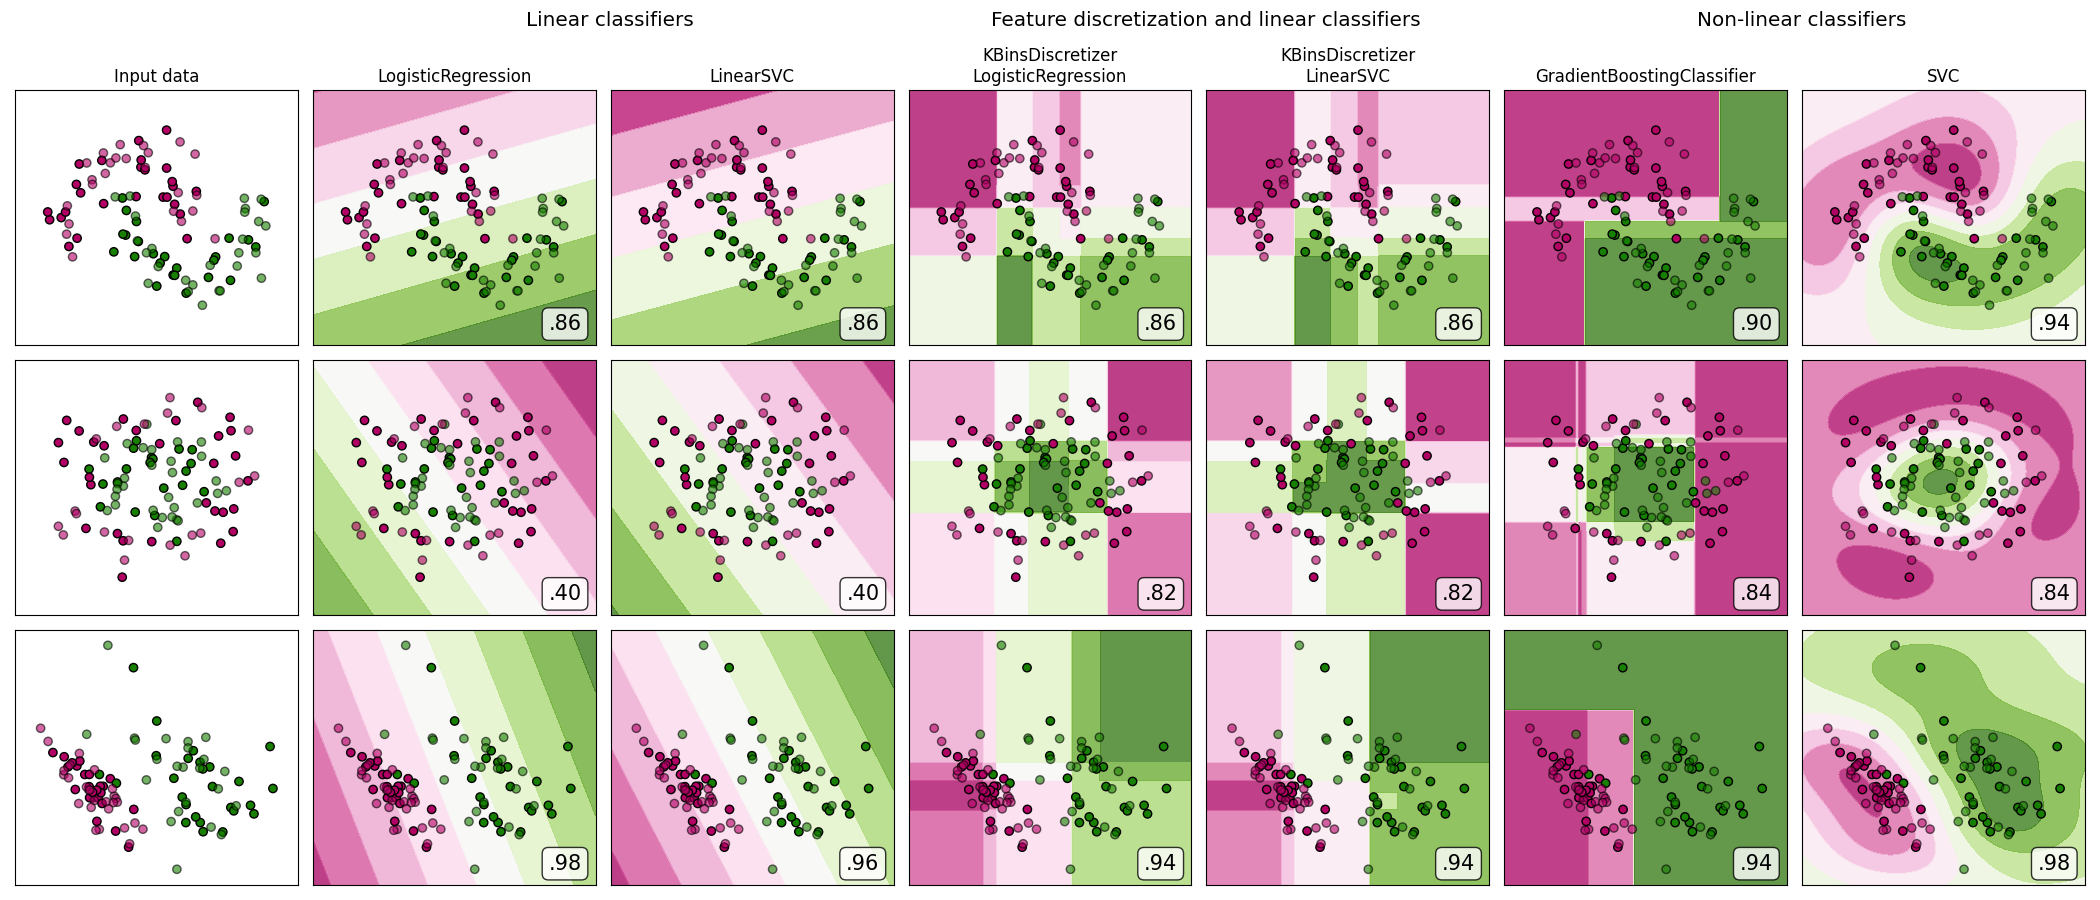 Linear classifiers
Feature discretization and linear classifiers
Non-linear classifiers
Input data
LogisticRegression
LinearSVC
KBinsDiscretizer
LogisticRegression
KBinsDiscretizer
LinearSVC
GradientBoostingClassifier
SVC
.86
.86
.86
.86
.90
.94
.40
.40
.82
.82
.84
.84
.98
.96
.94
.94
.94
.98